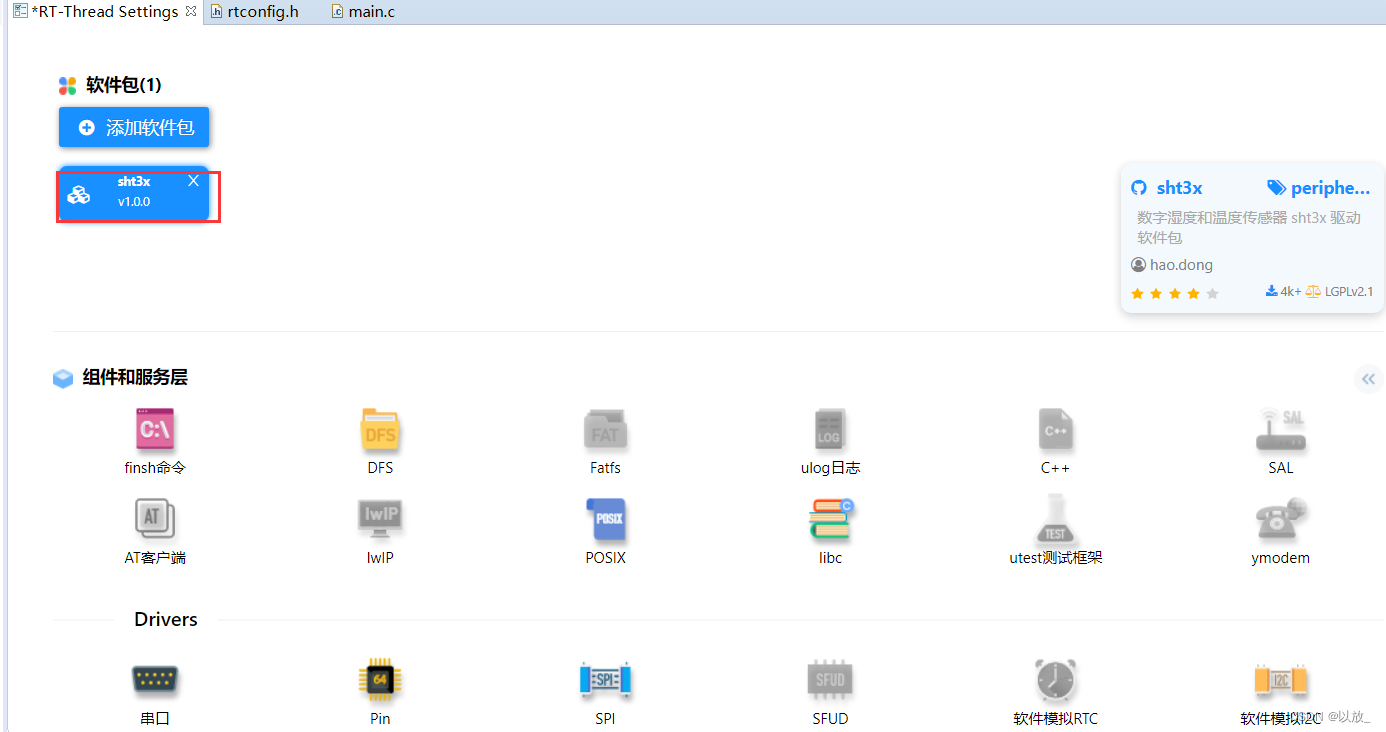 *RT-Thread Settings
rtconfig.h
main.c
软件包(1)
添加软件包
sht3x
v1.0.0
sht3x
periphe...
数字湿度和温度传感器 sht3x 驱动
软件包
hao.dong
4k+
LGPLv2.1
组件和服务层
C:\
DFS
FAT
LOG
C++
SAL
finsh命令
DFS
Fatfs
ulog日志
C++
SAL
AT
lwIP
POSIX
C
TEST
AT客户端
lwIP
POSIX
libc
utest测试框架
ymodem
Drivers
64
SPI
SFUD
I2C
串口
Pin
SPI
SFUD
软件模拟RTC
软件模拟I2C
@以放_